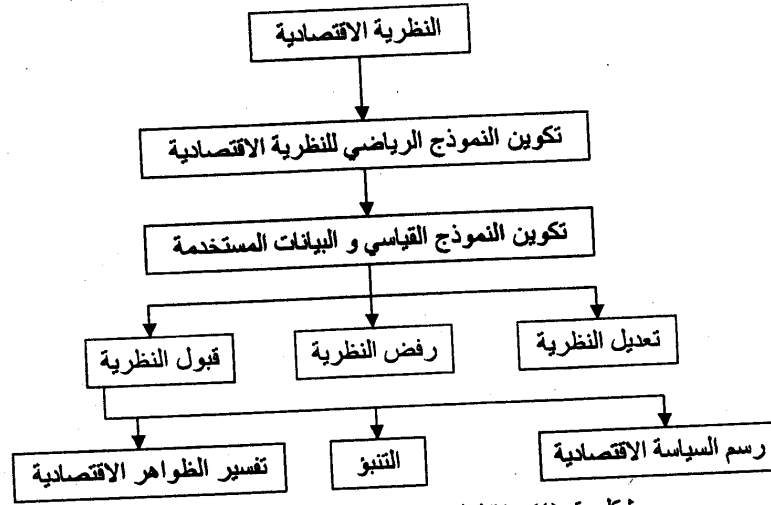 النظرية الاقتصادية
تكوين النموذج الرياضي للنظرية الاقتصادية
تكوين النموذج القياسي و البيانات المستخدمة
تعديل النظرية
رفض النظرية
قبول النظرية
رسم السياسة الاقتصادية
التنبؤ
تفسير الظواهر الاقتصادية